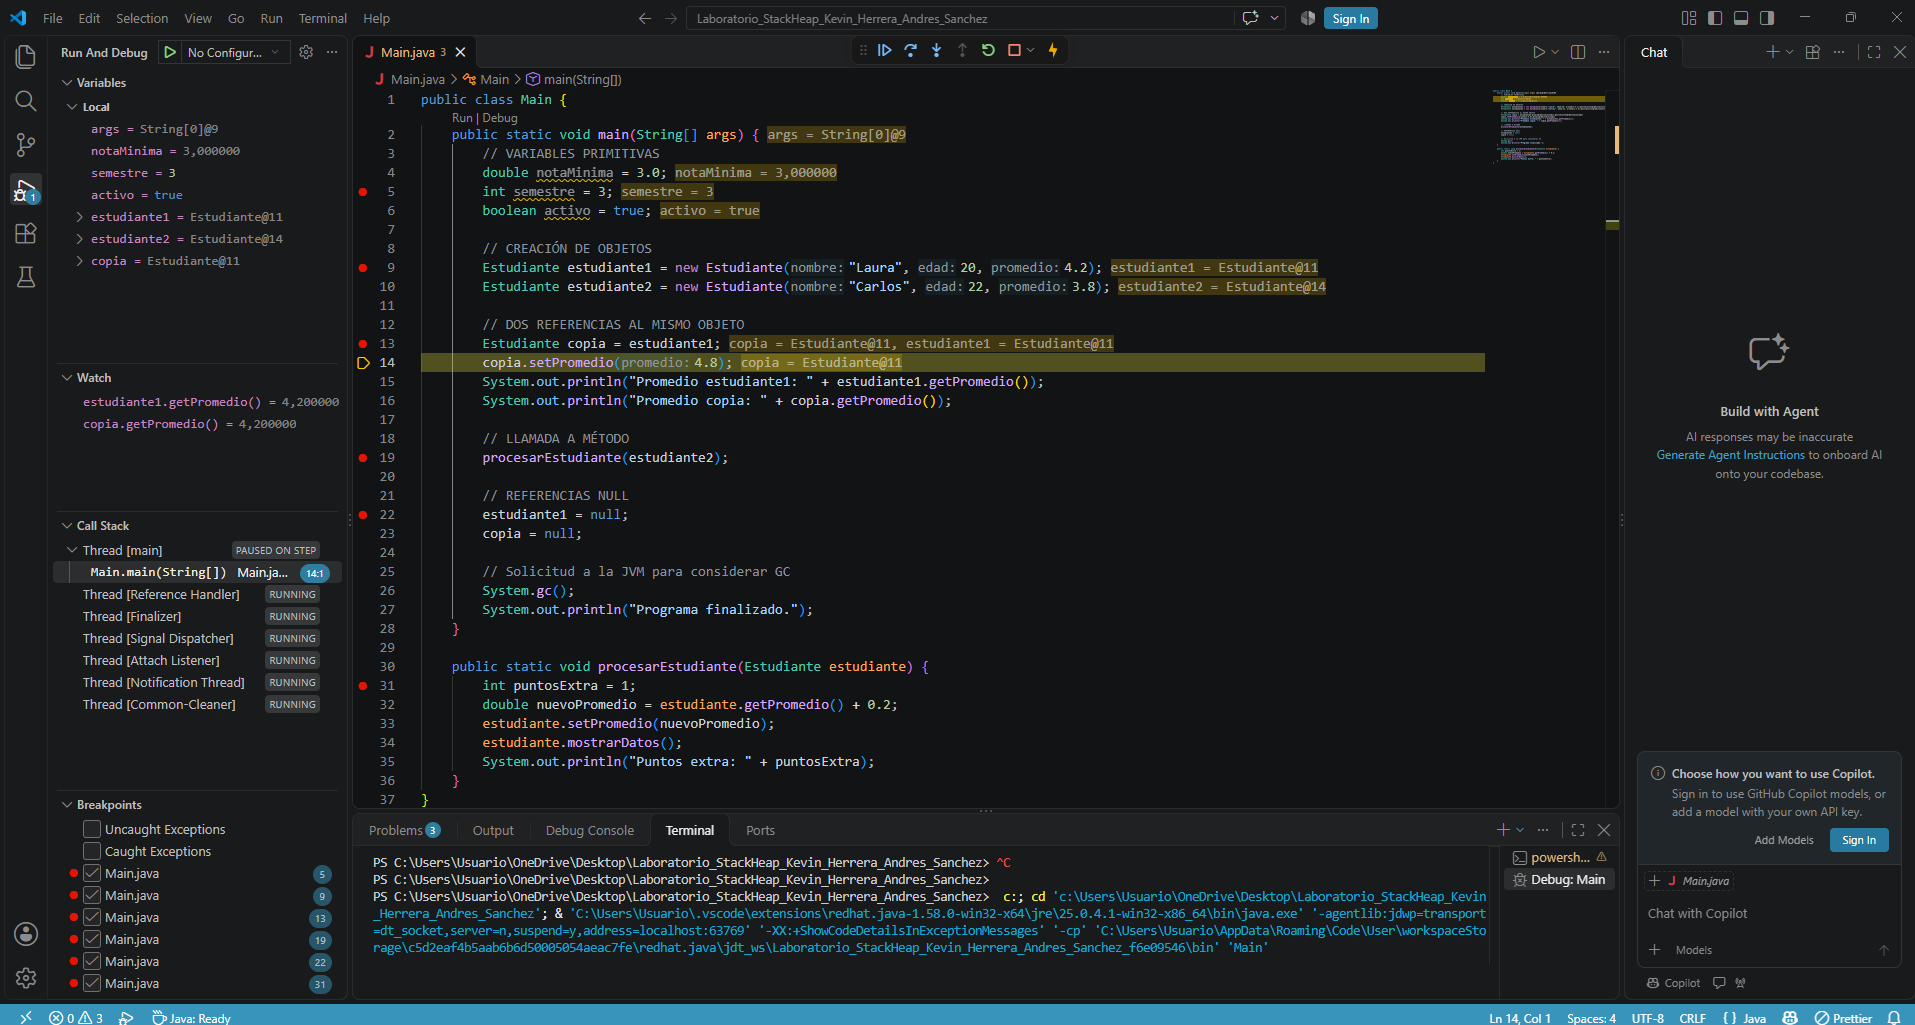 File Edit Selection View Go Run Terminal Help
Laboratorio_StackHeap_Kevin_Herrera_Andres_Sanchez
Sign In
Run And Debug No Configur...
Variables
Local
args = String[0]@9
notaMinima = 3,000000
semestre = 3
activo = true
estudiante1 = Estudiante@11
estudiante2 = Estudiante@14
copia = Estudiante@11
Watch
estudiante1.getPromedio() = 4,200000
copia.getPromedio() = 4,200000
Call Stack
Thread [main] PAUSED ON STEP
Main.main(String[]) Main.ja... 14:1
Thread [Reference Handler] RUNNING
Thread [Finalizer] RUNNING
Thread [Signal Dispatcher] RUNNING
Thread [Attach Listener] RUNNING
Thread [Notification Thread] RUNNING
Thread [Common-Cleaner] RUNNING
Breakpoints
Uncaught Exceptions
Caught Exceptions
Main.java 5
Main.java 9
Main.java 13
Main.java 19
Main.java 22
Main.java 31
Main.java 3
Main.java > Main > main(String[])
1 public class Main {
Run | Debug
2 public static void main(String[] args) { args = String[0]@9
3 // VARIABLES PRIMITIVAS
4 double notaMinima = 3.0; notaMinima = 3,000000
5 int semestre = 3; semestre = 3
6 boolean activo = true; activo = true
7
8 // CREACIÓN DE OBJETOS
9 Estudiante estudiante1 = new Estudiante(nombre: "Laura", edad: 20, promedio: 4.2); estudiante1 = Estudiante@11
10 Estudiante estudiante2 = new Estudiante(nombre: "Carlos", edad: 22, promedio: 3.8); estudiante2 = Estudiante@14
11
12 // DOS REFERENCIAS AL MISMO OBJETO
13 Estudiante copia = estudiante1; copia = Estudiante@11, estudiante1 = Estudiante@11
14 copia.setPromedio(promedio: 4.8); copia = Estudiante@11
15 System.out.println("Promedio estudiante1: " + estudiante1.getPromedio());
16 System.out.println("Promedio copia: " + copia.getPromedio());
17
18 // LLAMADA A MÉTODO
19 procesarEstudiante(estudiante2);
20
21 // REFERENCIAS NULL
22 estudiante1 = null;
23 copia = null;
24
25 // Solicitud a la JVM para considerar GC
26 System.gc();
27 System.out.println("Programa finalizado.");
28 }
29
30 public static void procesarEstudiante(Estudiante estudiante) {
31 int puntosExtra = 1;
32 double nuevoPromedio = estudiante.getPromedio() + 0.2;
33 estudiante.setPromedio(nuevoPromedio);
34 estudiante.mostrarDatos();
35 System.out.println("Puntos extra: " + puntosExtra);
36 }
37 }
Problems 3 Output Debug Console Terminal Ports
PS C:\Users\Usuario\OneDrive\Desktop\Laboratorio_StackHeap_Kevin_Herrera_Andres_Sanchez> ^C
PS C:\Users\Usuario\OneDrive\Desktop\Laboratorio_StackHeap_Kevin_Herrera_Andres_Sanchez>
PS C:\Users\Usuario\OneDrive\Desktop\Laboratorio_StackHeap_Kevin_Herrera_Andres_Sanchez> c:; cd 'c:\Users\Usuario\OneDrive\Desktop\Laboratorio_StackHeap_Kevin
_Herrera_Andres_Sanchez'; & 'C:\Users\Usuario\.vscode\extensions\redhat.java-1.58.0-win32-x64\jre\25.0.4.1-win32-x86_64\bin\java.exe' '-agentlib:jdwp=transport
=dt_socket,server=n,suspend=y,address=localhost:63769' '-XX:+ShowCodeDetailsInExceptionMessages' '-cp' 'C:\Users\Usuario\AppData\Roaming\Code\User\workspaceSto
rage\c5d2eaf4b5aab6b6d50005054aeac7fe\redhat.java\jdt_ws\Laboratorio_StackHeap_Kevin_Herrera_Andres_Sanchez_f6e09546\bin' 'Main'
powersh...
Debug: Main
Chat
Build with Agent
AI responses may be inaccurate
Generate Agent Instructions to onboard AI
onto your codebase.
Choose how you want to use Copilot.
Sign in to use GitHub Copilot models, or
add a model with your own API key.
Add Models Sign In
Main.java
Chat with Copilot
Models
Copilot
0 3 Java: Ready
Ln 14, Col 1 Spaces: 4 UTF-8 CRLF { } Java Prettier